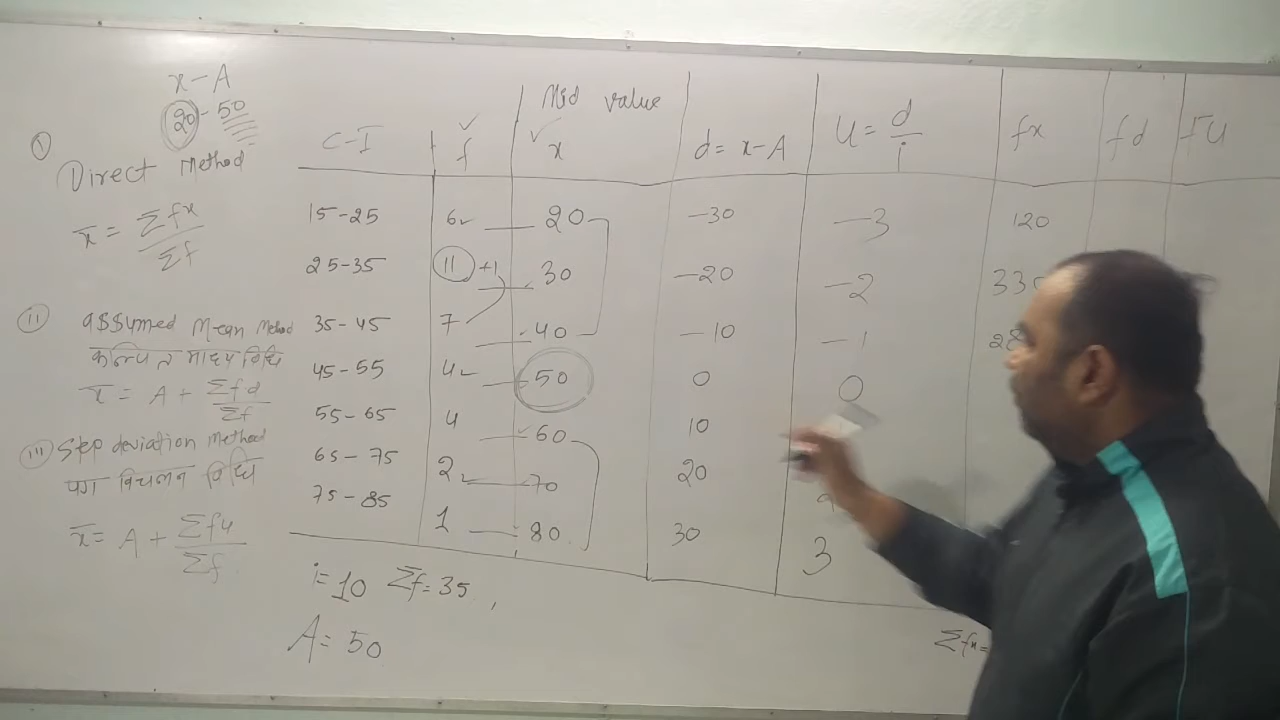 x-A
20-50
I
Direct Method
x̄ = Σfx / Σf
II assumed Mean Method
कल्पित माध्य विधि
x̄ = A + Σfd / Σf
III Step deviation Method
पग विचलन विधि
x̄ = A + Σfu / Σf
C-I f Mid value x d = x-A U = d/i fx fd fU
15-25 6 20 -30 -3 120
25-35 11 +1 30 -20 -2 330
35-45 7 40 -10 -1 28
45-55 4 50 0 0
55-65 4 60 10
65-75 2 70 20
75-85 1 80 30 3
i=10 Σf=35,
A=50
Σfx=